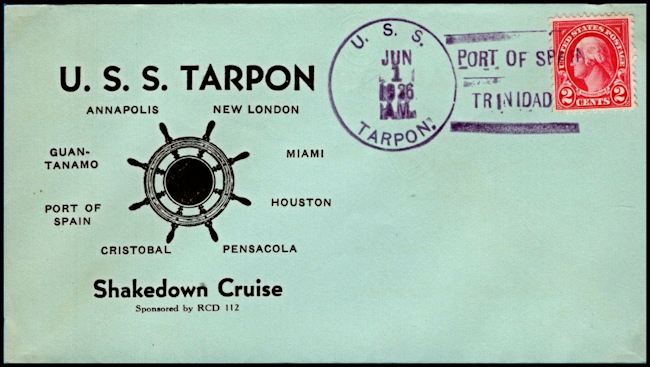 U. S. S. TARPON
ANNAPOLIS
NEW LONDON
GUAN-
TANAMO
MIAMI
PORT OF
SPAIN
HOUSTON
CRISTOBAL
PENSACOLA
Shakedown Cruise
Sponsored by RCD 112
U. S. S.
JUN
1
1936
A.M.
TARPON.
PORT OF SPAIN
TRINIDAD
UNITED STATES POSTAGE
2 CENTS 2